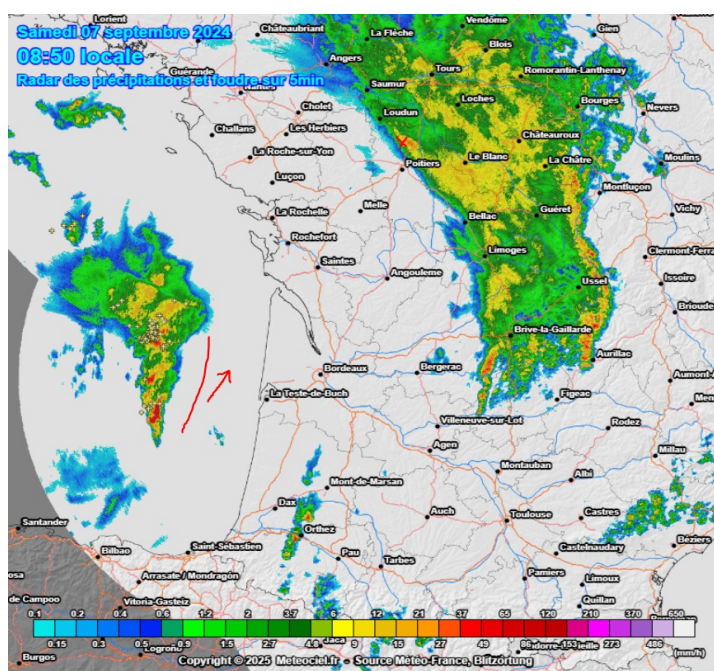 Samedi 07 septembre 2024
08:50 locale
Radar des précipitations et foudre sur 5min
Lorient
Châteaubriant
La Flèche
Vendôme
Gien
Blois
Angers
Tours
Romorantin-Lanthenay
Guérande
Nantes
Saumur
Cholet
Loches
Bourges
Loudun
Nevers
Challans
Les Herbiers
Châteauroux
La Roche-sur-Yon
Poitiers
Le Blanc
La Châtre
Moulins
Luçon
Montluçon
La Rochelle
Melle
Bellac
Guéret
Vichy
Rochefort
Saintes
Limoges
Clermont-Ferra
Angouleme
Ussel
Issoire
Brioude
Brive-la-Gaillarde
Aurillac
Bordeaux
Bergerac
Aumont-A
La Teste-de-Buch
Figeac
Men
Villeneuve-sur-Lot
Rodez
Agen
Millau
Montauban
Albi
Mont-de-Marsan
Dax
Auch
Toulouse
Castres
Santander
Orthez
Béziers
Bilbao
Saint-Sébastien
Pau
Tarbes
Castelnaudary
Arrasate / Mondragón
Pamiers
Limoux
de Campoo
Vitoria-Gasteiz
Quillan
0.1 0.2 0.4 0.6 1.2 2 3.7 6 12 21 37 65 120 210 370 650
0.15 0.3 0.5 0.9 1.5 2.7 4.8 9 15 27 49 86 153 273 486 (mm/h)
Burgos
Logroño
Jaca
Copyright © 2025 Meteociel.fr - Source Météo-France, Blitzortung